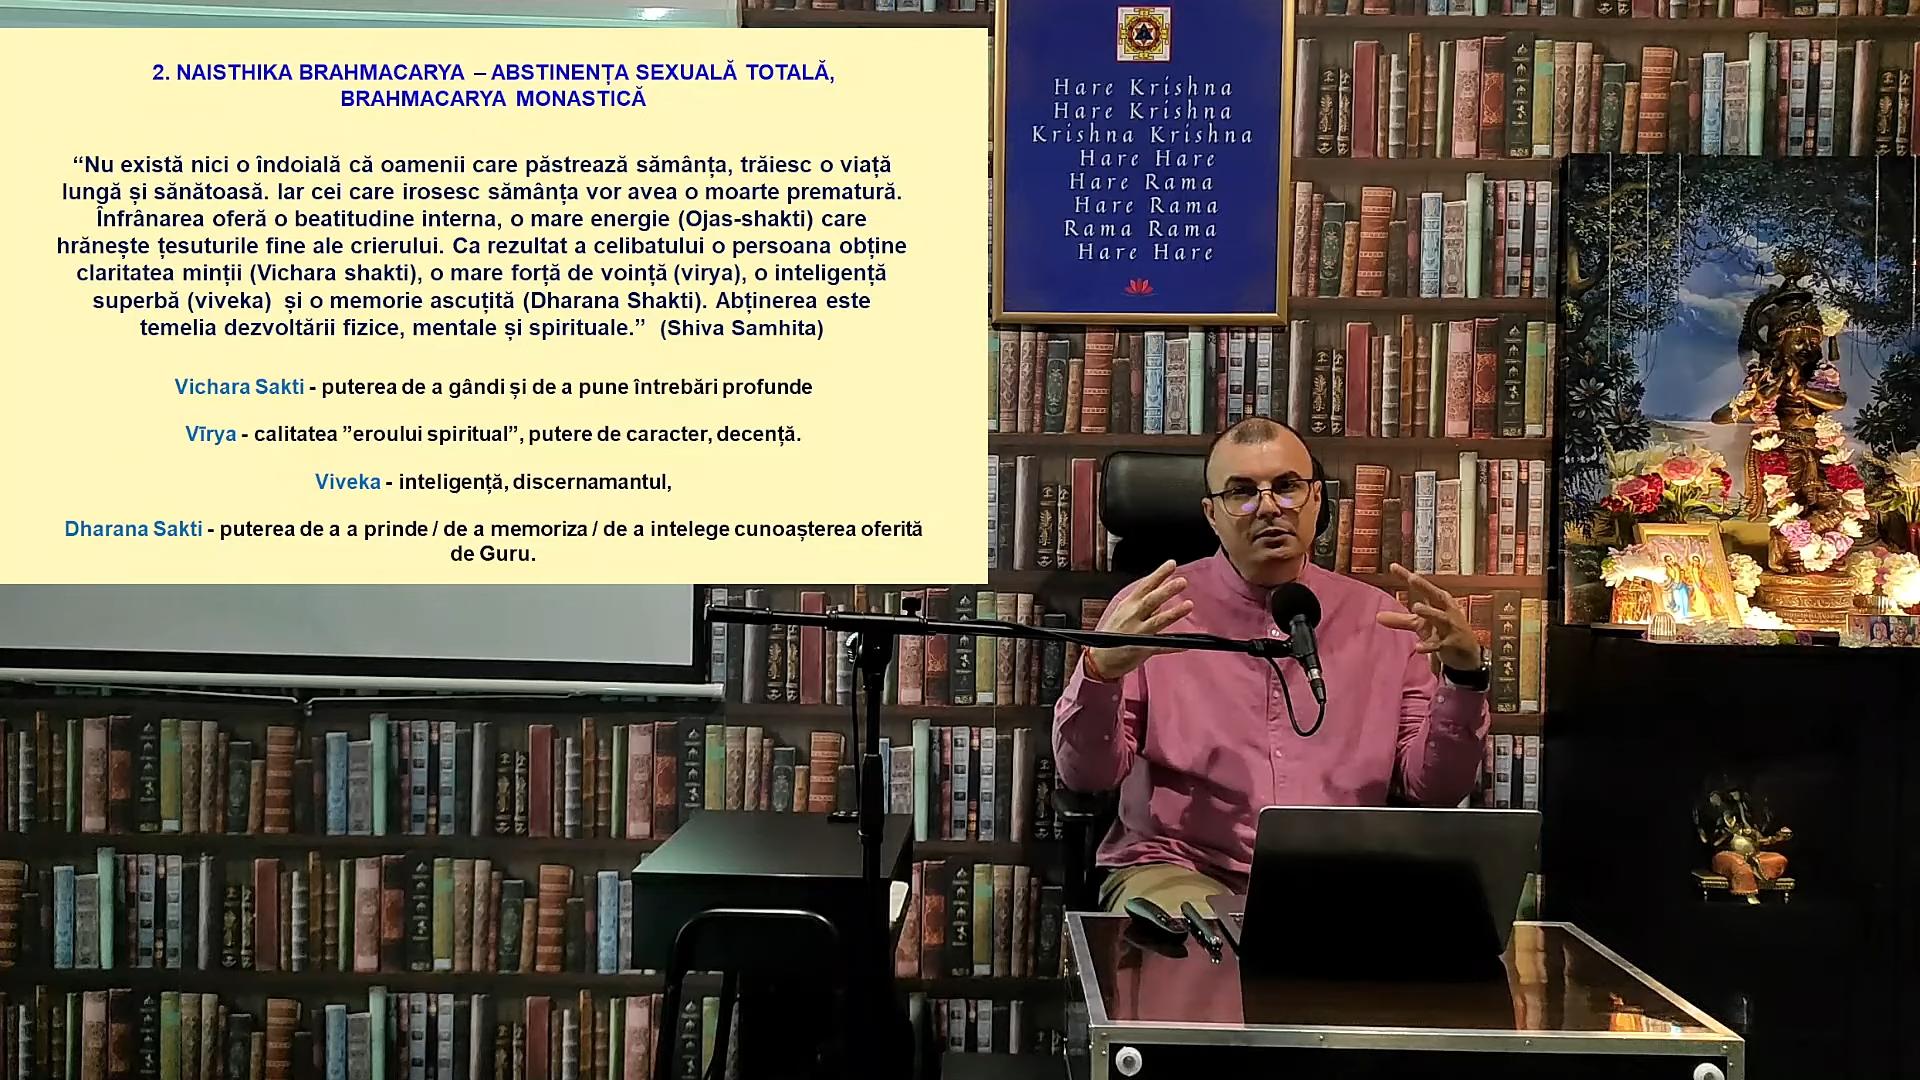 2. NAISTHIKA BRAHMACARYA – ABSTINENȚA SEXUALĂ TOTALĂ,
BRAHMACARYA MONASTICĂ
“Nu există nici o îndoială că oamenii care păstrează sămânța, trăiesc o viață
lungă și sănătoasă. Iar cei care irosesc sămânța vor avea o moarte prematură.
Înfrânarea oferă o beatitudine interna, o mare energie (Ojas-shakti) care
hrănește țesuturile fine ale crierului. Ca rezultat a celibatului o persoana obține
claritatea minții (Vichara shakti), o mare forță de voință (virya), o inteligență
superbă (viveka) și o memorie ascuțită (Dharana Shakti). Abținerea este
temelia dezvoltării fizice, mentale și spirituale.” (Shiva Samhita)
Vichara Sakti - puterea de a gândi și de a pune întrebări profunde
Vīrya - calitatea ”eroului spiritual”, putere de caracter, decență.
Viveka - inteligență, discernamantul,
Dharana Sakti - puterea de a a prinde / de a memoriza / de a intelege cunoașterea oferită
de Guru.
Hare Krishna
Hare Krishna
Krishna Krishna
Hare Hare
Hare Rama
Hare Rama
Rama Rama
Hare Hare